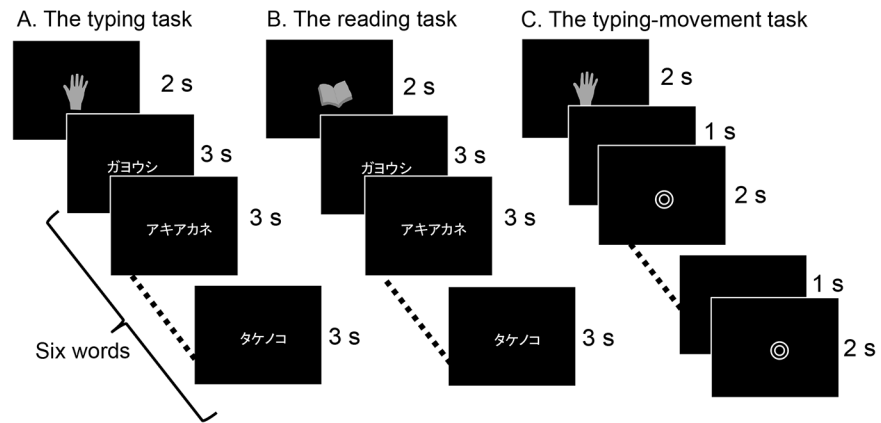 A. The typing task
2 s
ガヨウシ
3 s
アキアカネ
3 s
タケノコ
3 s
Six words
B. The reading task
2 s
ガヨウシ
3 s
アキアカネ
3 s
タケノコ
3 s
C. The typing-movement task
2 s
1 s
2 s
1 s
2 s